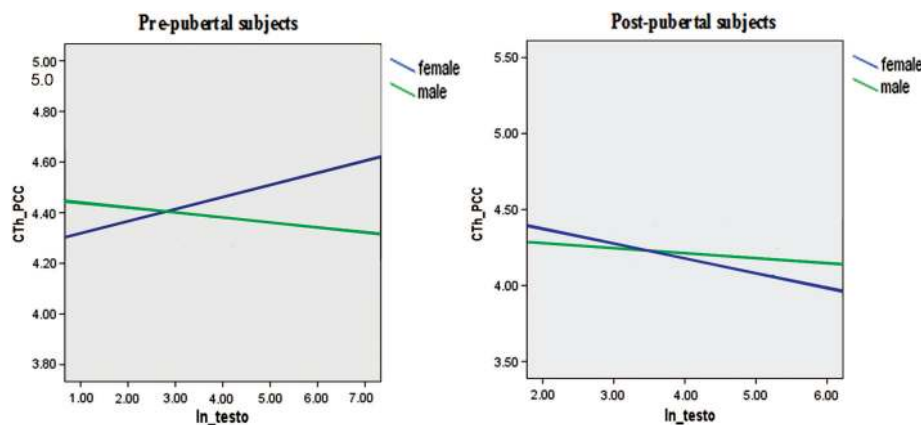 Pre-pubertal subjects
5.00
5.0
4.80
4.60
4.40
4.20
4.00
3.80
CTh_PCC
1.00 2.00 3.00 4.00 5.00 6.00 7.00
ln_testo
female
male
Post-pubertal subjects
5.50
5.00
4.50
4.00
3.50
CTh_PCC
2.00 3.00 4.00 5.00 6.00
ln_testo
female
male